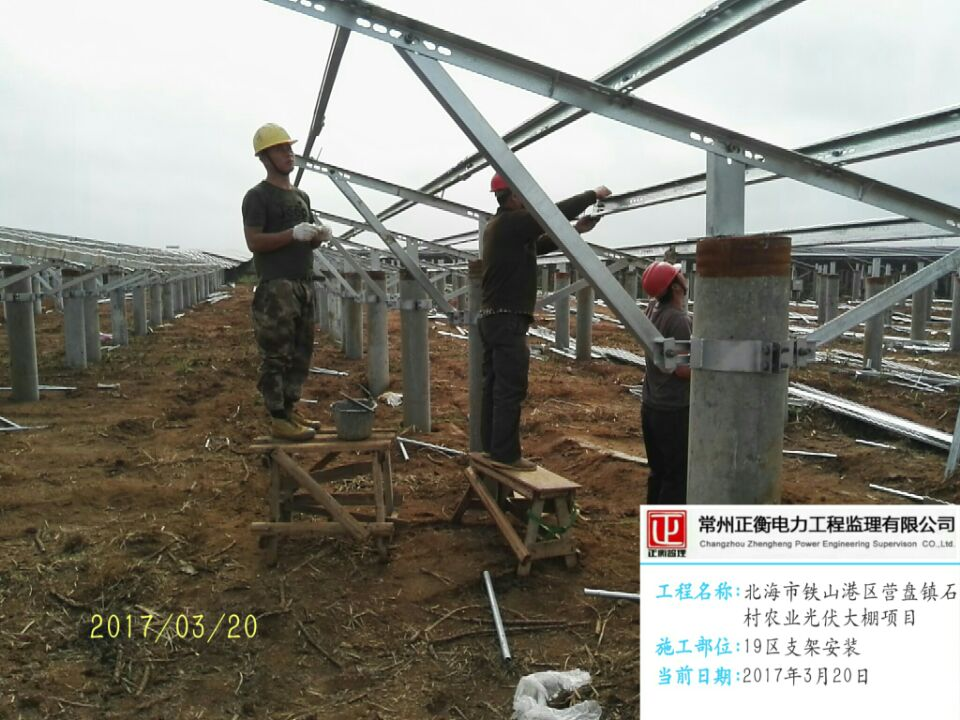 常州正衡电力工程监理有限公司
Changzhou Zhengheng Power Engineering Supervison CO.,Ltd.
正衡监理
工程名称:北海市铁山港区营盘镇石
村农业光伏大棚项目
施工部位:19区支架安装
当前日期:2017年3月20日
2017/03/20